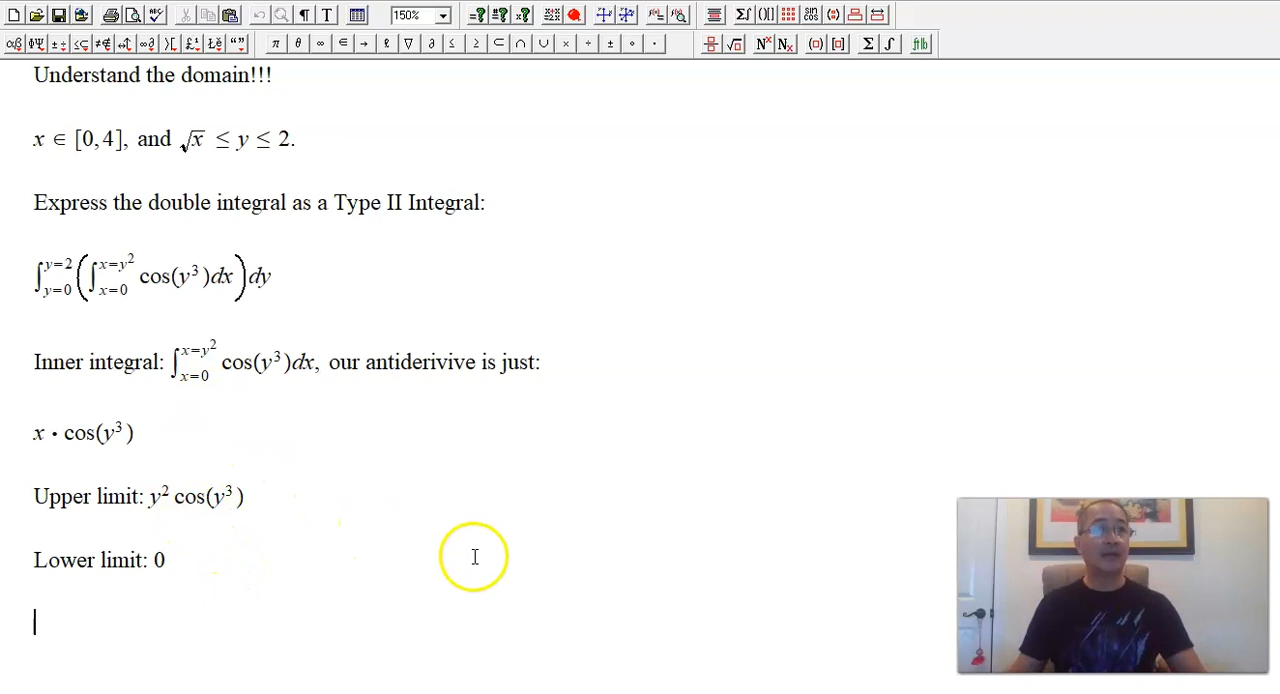 150%
Understand the domain!!!
x ∈ [0,4], and √x ≤ y ≤ 2.
Express the double integral as a Type II Integral:
∫_{y=0}^{y=2} (∫_{x=0}^{x=y²} cos(y³)dx) dy
Inner integral: ∫_{x=0}^{x=y²} cos(y³)dx, our antiderivive is just:
x · cos(y³)
Upper limit: y² cos(y³)
Lower limit: 0